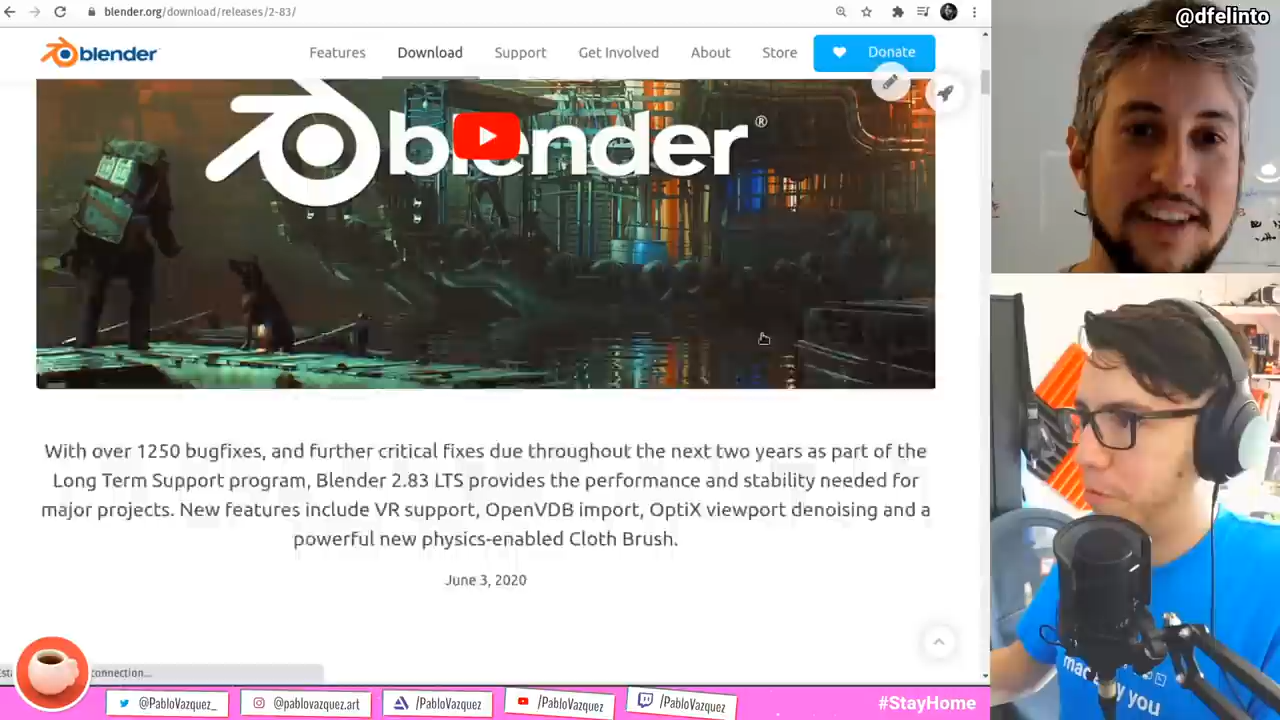 blender.org/download/releases/2-83/
@dfelinto
blender
Features
Download
Support
Get Involved
About
Store
Donate
blender®
With over 1250 bugfixes, and further critical fixes due throughout the next two years as part of the
Long Term Support program, Blender 2.83 LTS provides the performance and stability needed for
major projects. New features include VR support, OpenVDB import, OptiX viewport denoising and a
powerful new physics-enabled Cloth Brush.
June 3, 2020
connection...
@PabloVazquez_
@pablovazquez.art
/PabloVazquez
/PabloVazquez
/PabloVazquez
#StayHome